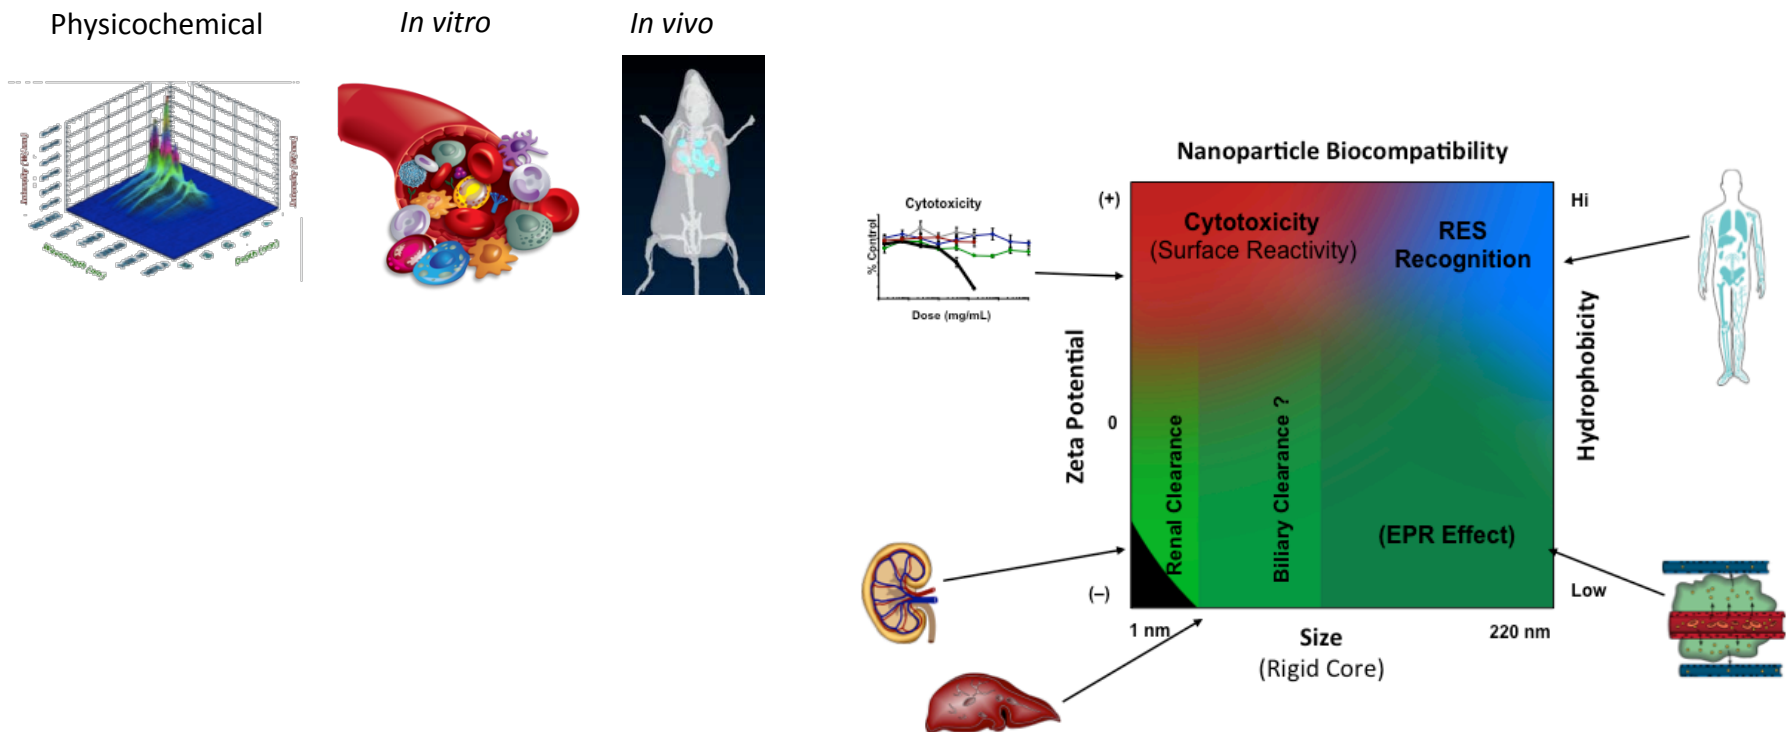 Physicochemical
In vitro
In vivo
Nanoparticle Biocompatibility
Cytotoxicity
% Control
Dose (mg/mL)
(+)
Cytotoxicity
(Surface Reactivity)
RES
Recognition
Hi
Zeta Potential
0
Hydrophobicity
Renal Clearance
Biliary Clearance ?
(EPR Effect)
(–)
Low
1 nm
220 nm
Size
(Rigid Core)